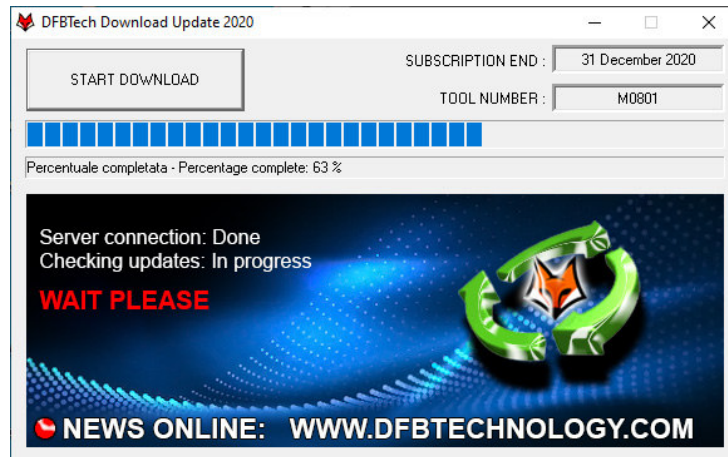 DFBTech Download Update 2020
START DOWNLOAD
SUBSCRIPTION END : 31 December 2020
TOOL NUMBER : M0801
Percentuale completata - Percentage complete: 63 %
Server connection: Done
Checking updates: In progress
WAIT PLEASE
NEWS ONLINE: WWW.DFBTECHNOLOGY.COM